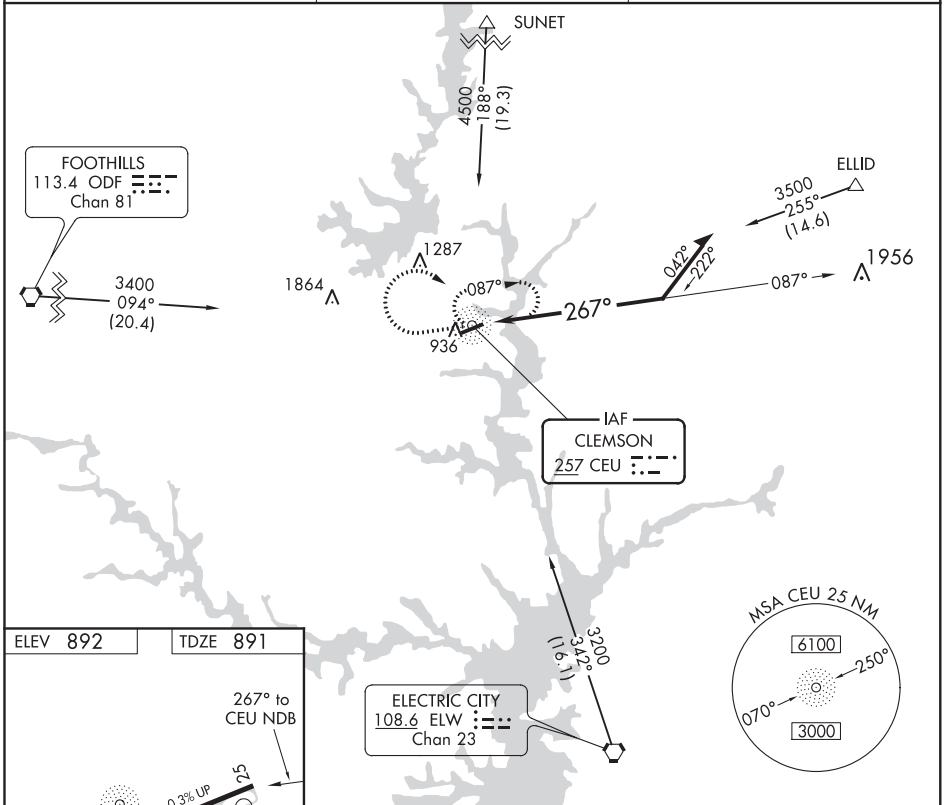 SUNET
4500
188°
(19.3)
FOOTHILLS
113.4 ODF
Chan 81
3400
094°
(20.4)
1864
1287
936
087°
267°
042°
222°
ELLID
3500
255°
(14.6)
087°
1956
IAF
CLEMSON
257 CEU
3200
342°
(16.1)
ELECTRIC CITY
108.6 ELW
Chan 23
MSA CEU 25 NM
6100
250°
070°
3000
ELEV 892
TDZE 891
267° to
CEU NDB
25
0.3% UP